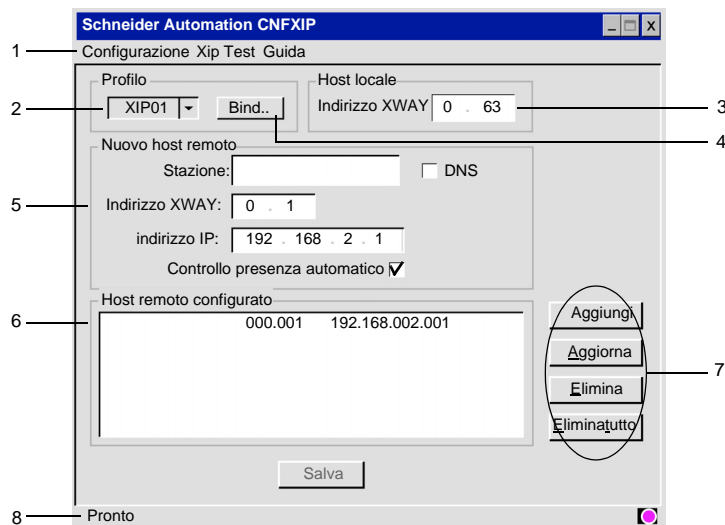 Schneider Automation CNFXIP
1 Configurazione Xip Test Guida
Profilo Host locale
2 XIP01 Bind.. Indirizzo XWAY 0 . 63 3
4
Nuovo host remoto
Stazione: DNS
5 Indirizzo XWAY: 0 . 1
indirizzo IP: 192 . 168 . 2 . 1
Controllo presenza automatico
Host remoto configurato
6 000.001 192.168.002.001
Aggiungi
Aggiorna
7
Elimina
Eliminatutto
Salva
8 Pronto